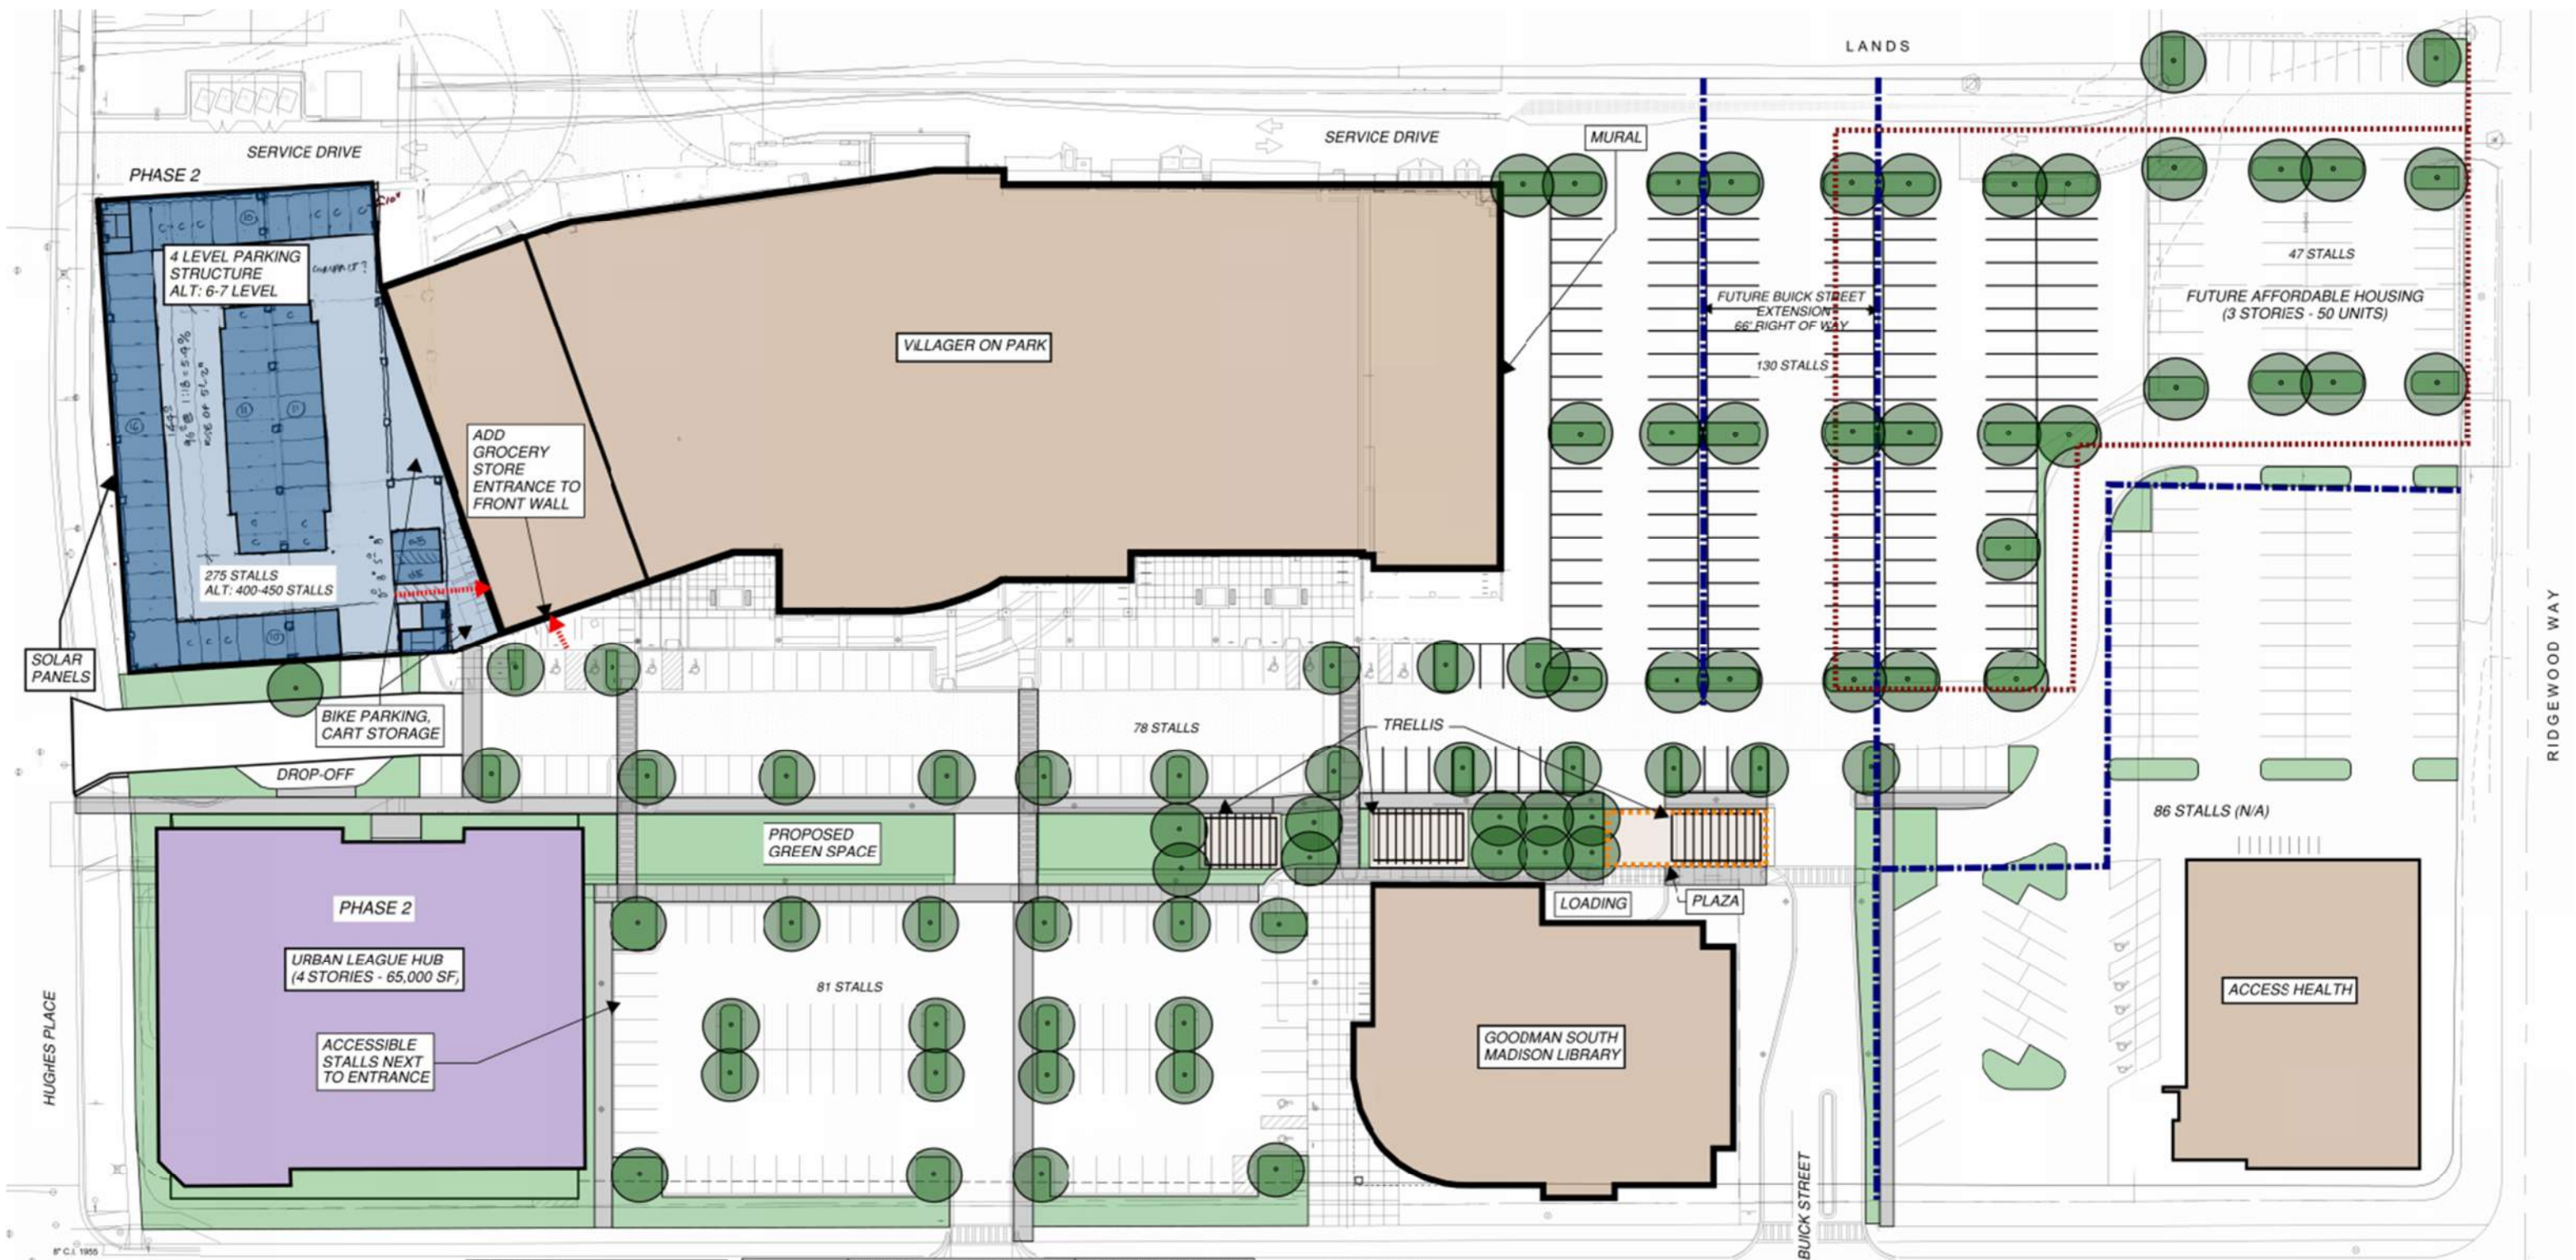 LANDS
SERVICE DRIVE
MURAL
SERVICE DRIVE
PHASE 2
4 LEVEL PARKING
STRUCTURE
ALT: 6-7 LEVEL
47 STALLS
FUTURE BUICK STREET
EXTENSION
66' RIGHT OF WAY
FUTURE AFFORDABLE HOUSING
(3 STORIES - 50 UNITS)
VILLAGER ON PARK
130 STALLS
ADD
GROCERY
STORE
ENTRANCE TO
FRONT WALL
275 STALLS
ALT: 400-450 STALLS
SOLAR
PANELS
BIKE PARKING,
CART STORAGE
78 STALLS
TRELLIS
RIDGEWOOD WAY
DROP-OFF
86 STALLS (N/A)
PROPOSED
GREEN SPACE
PHASE 2
LOADING
PLAZA
URBAN LEAGUE HUB
(4 STORIES - 65,000 SF)
81 STALLS
ACCESS HEALTH
HUGHES PLACE
ACCESSIBLE
STALLS NEXT
TO ENTRANCE
GOODMAN SOUTH
MADISON LIBRARY
BUICK STREET
8" C.I. 1955